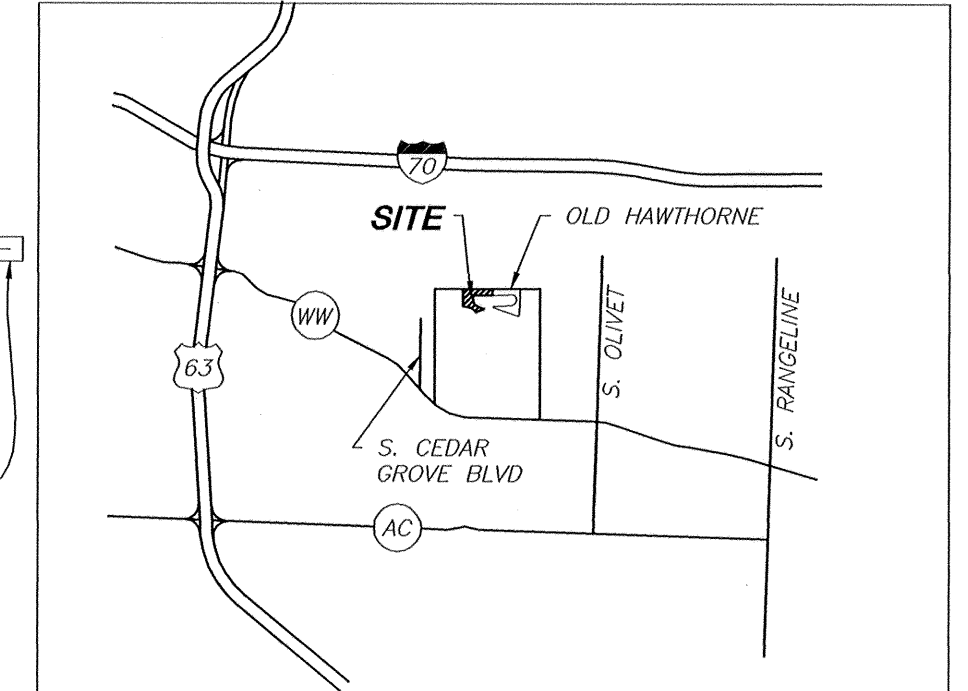 70
SITE
OLD HAWTHORNE
WW
63
S. OLIVET
S. RANGELINE
S. CEDAR
GROVE BLVD
AC